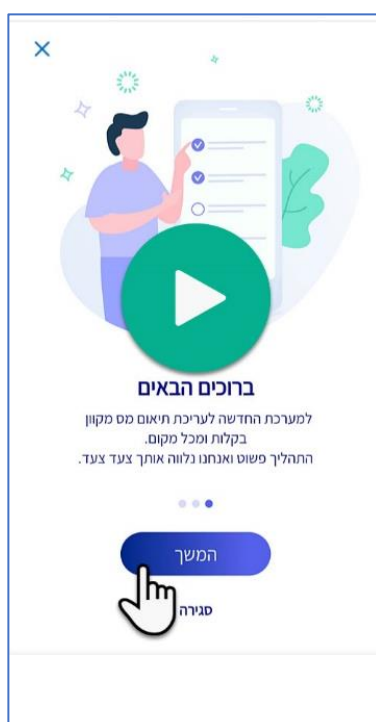 ברוכים הבאים
למערכת החדשה לעריכת תיאום מס מקוון
בקלות ומכל מקום.
התהליך פשוט ואנחנו נלווה אותך צעד צעד.
המשך
סגירה